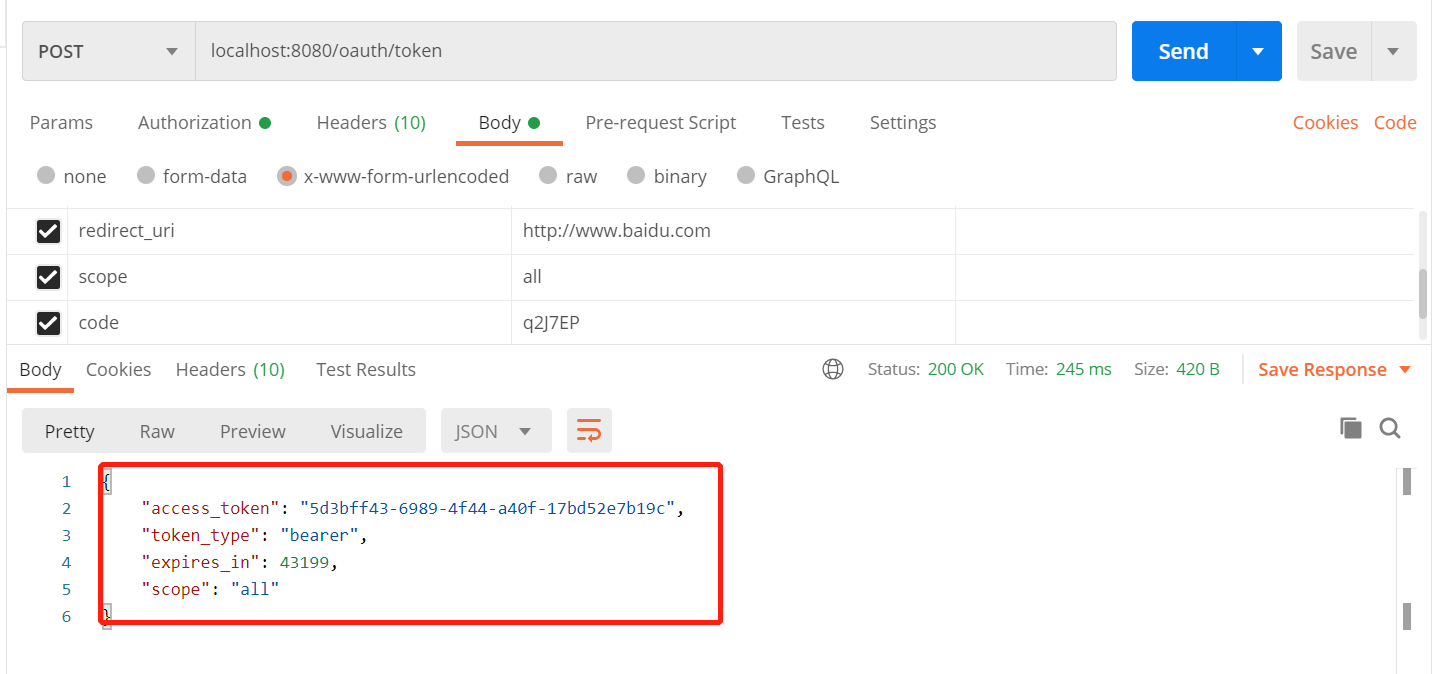 POST localhost:8080/oauth/token Send Save
Params Authorization Headers (10) Body Pre-request Script Tests Settings Cookies Code
none form-data x-www-form-urlencoded raw binary GraphQL
redirect_uri http://www.baidu.com
scope all
code q2J7EP
Body Cookies Headers (10) Test Results Status: 200 OK Time: 245 ms Size: 420 B Save Response
Pretty Raw Preview Visualize JSON
1 {
2 "access_token": "5d3bff43-6989-4f44-a40f-17bd52e7b19c",
3 "token_type": "bearer",
4 "expires_in": 43199,
5 "scope": "all"
6 }